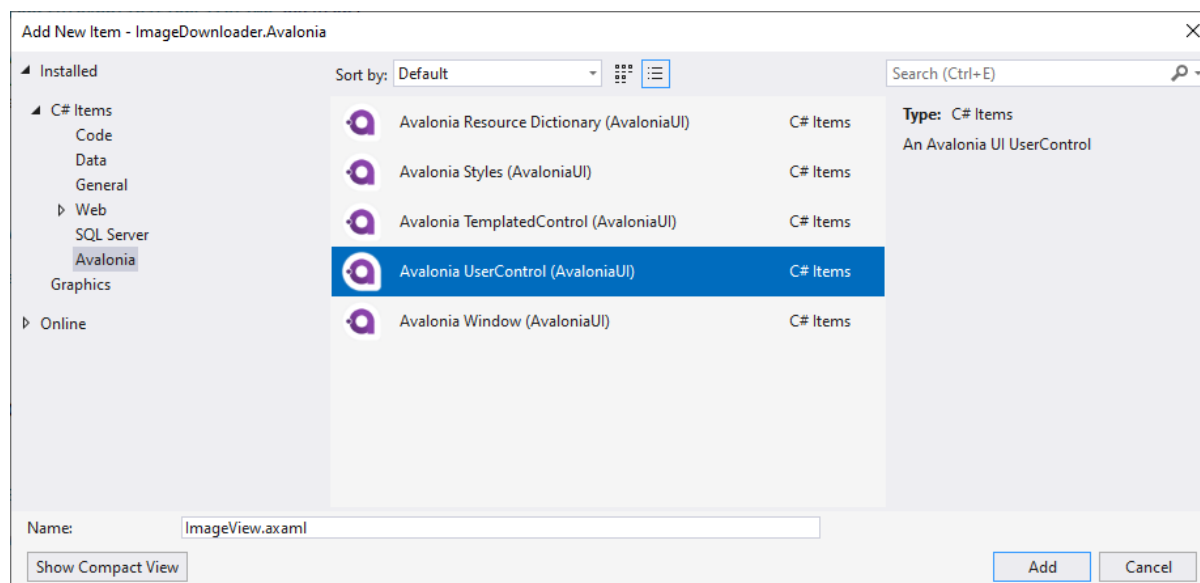 Add New Item - ImageDownloader.Avalonia
Installed
Sort by: Default
Search (Ctrl+E)
C# Items
Code
Data
General
Web
SQL Server
Avalonia
Graphics
Online
Avalonia Resource Dictionary (AvaloniaUI) C# Items
Avalonia Styles (AvaloniaUI) C# Items
Avalonia TemplatedControl (AvaloniaUI) C# Items
Avalonia UserControl (AvaloniaUI) C# Items
Avalonia Window (AvaloniaUI) C# Items
Type: C# Items
An Avalonia UI UserControl
Name: ImageView.axaml
Show Compact View
Add
Cancel